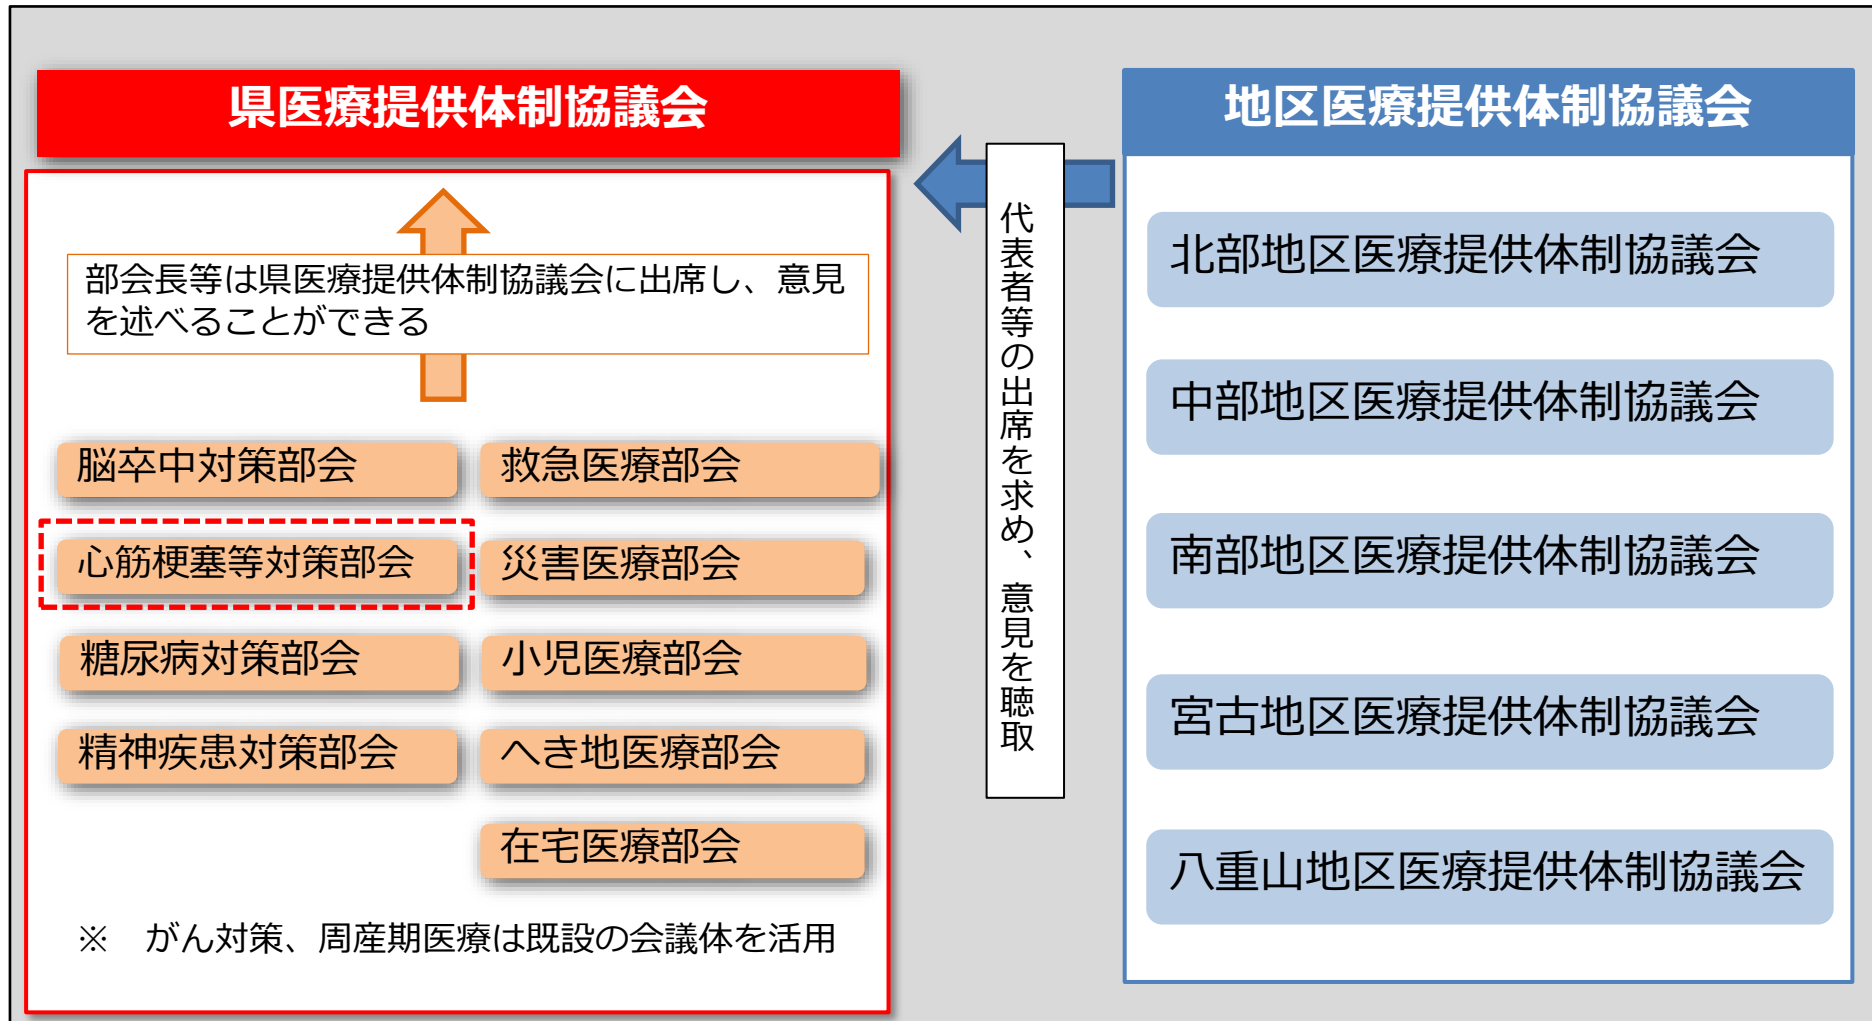 県医療提供体制協議会
部会長等は県医療提供体制協議会に出席し、意見
を述べることができる
脳卒中対策部会
救急医療部会
心筋梗塞等対策部会
災害医療部会
糖尿病対策部会
小児医療部会
精神疾患対策部会
へき地医療部会
在宅医療部会
※　がん対策、周産期医療は既設の会議体を活用
代表者等の出席を求め、意見を聴取
地区医療提供体制協議会
北部地区医療提供体制協議会
中部地区医療提供体制協議会
南部地区医療提供体制協議会
宮古地区医療提供体制協議会
八重山地区医療提供体制協議会